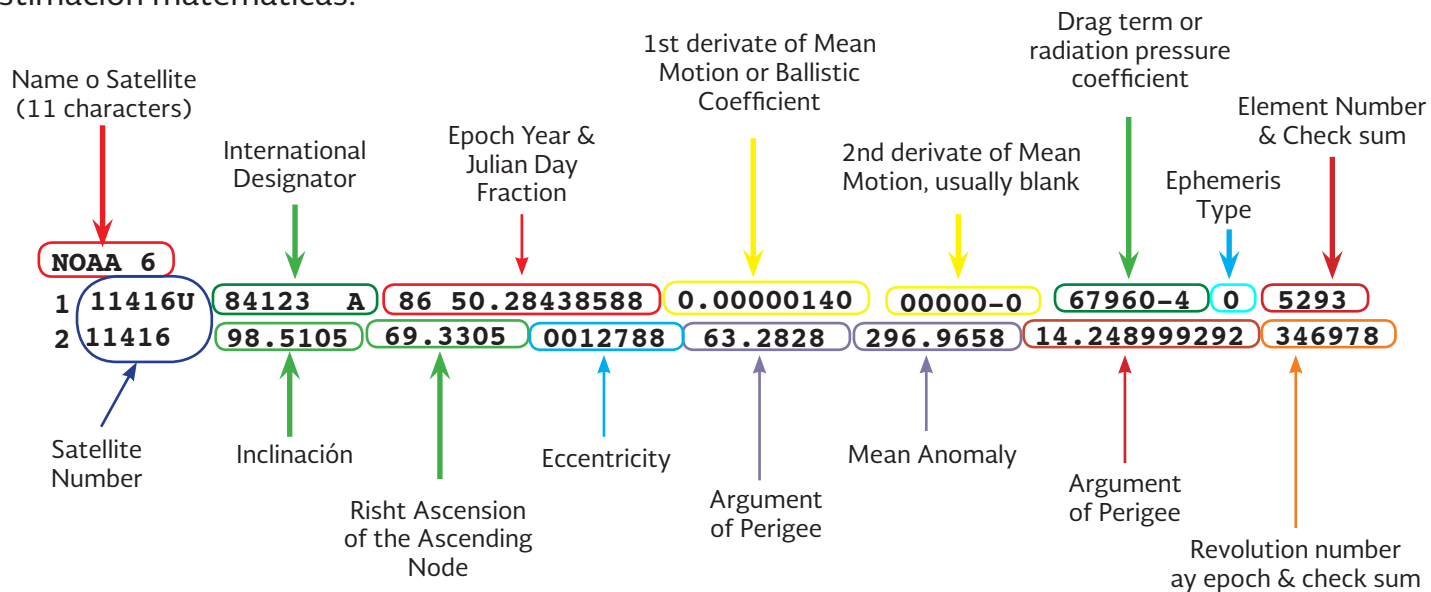 stimación matemáticas.
Drag term or
radiation pressure
coefficient
1st derivate of Mean
Motion or Ballistic
Coefficient
Name o Satellite
(11 characters)
Element Number
& Check sum
Epoch Year &
Julian Day
Fraction
International
Designator
2nd derivate of Mean
Motion, usually blank
Ephemeris
Type
NOAA 6
1 11416U 84123 A 86 50.28438588 0.00000140 00000-0 67960-4 0 5293
2 11416 98.5105 69.3305 0012788 63.2828 296.9658 14.248999292 346978
Satellite
Number
Inclinación
Eccentricity
Mean Anomaly
Risht Ascension
of the Ascending
Node
Argument
of Perigee
Argument
of Perigee
Revolution number
ay epoch & check sum